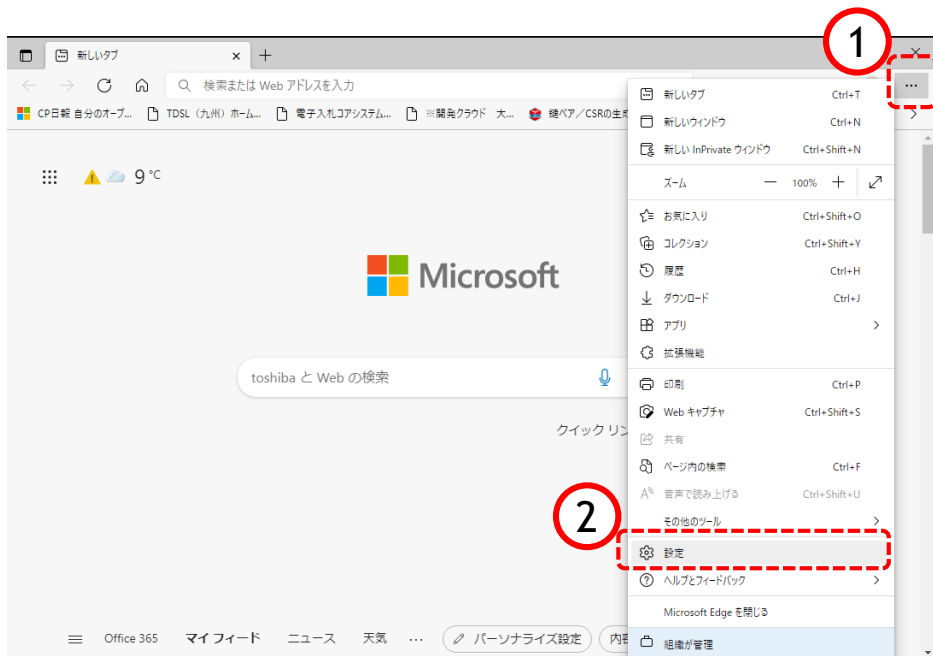 1
新しいタブ
検索または Web アドレスを入力
CP日報 自分のオープ... TDSL（九州）ホーム... 電子入札コアシステム... ※開発クラウド 大... 鍵ペア／CSRの生成
9 ℃
Microsoft
toshiba と Web の検索
クイック リン
新しいタブ Ctrl+T
新しいウィンドウ Ctrl+N
新しい InPrivate ウィンドウ Ctrl+Shift+N
ズーム 100%
お気に入り Ctrl+Shift+O
コレクション Ctrl+Shift+Y
履歴 Ctrl+H
ダウンロード Ctrl+J
アプリ
拡張機能
印刷 Ctrl+P
Web キャプチャ Ctrl+Shift+S
共有
ページ内の検索 Ctrl+F
音声で読み上げる Ctrl+Shift+U
その他のツール
2
設定
ヘルプとフィードバック
Microsoft Edge を閉じる
組織が管理
Office 365 マイ フィード ニュース 天気 ... パーソナライズ設定 内容